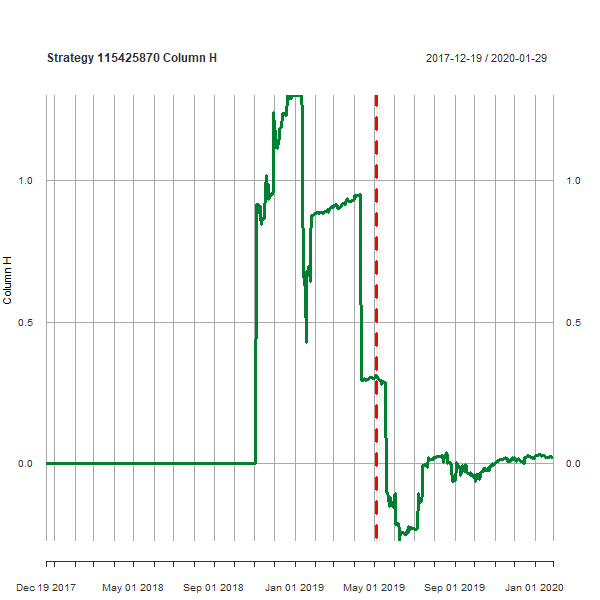 Strategy 115425870 Column H
2017-12-19 / 2020-01-29
1.0
1.0
Column H
0.5
0.5
0.0
0.0
Dec 19 2017
May 01 2018
Sep 01 2018
Jan 01 2019
May 01 2019
Sep 01 2019
Jan 01 2020